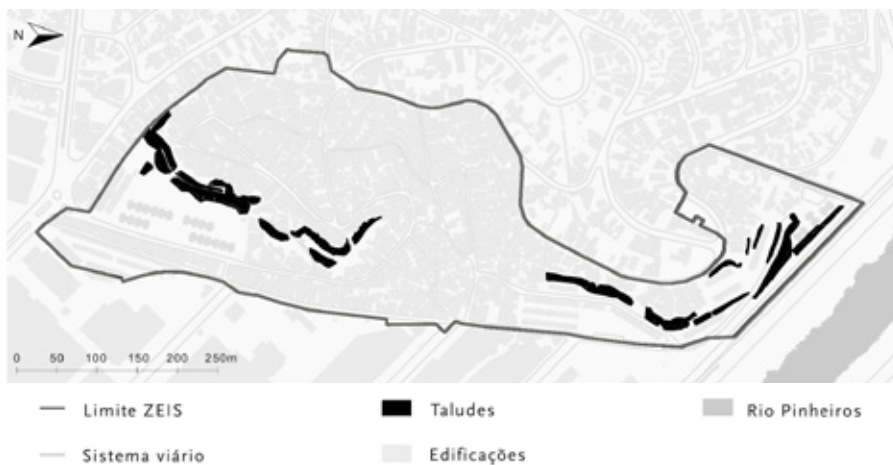 N
0 50 100 150 200 250m
Limite ZEIS Taludes Rio Pinheiros
Sistema viário Edificações